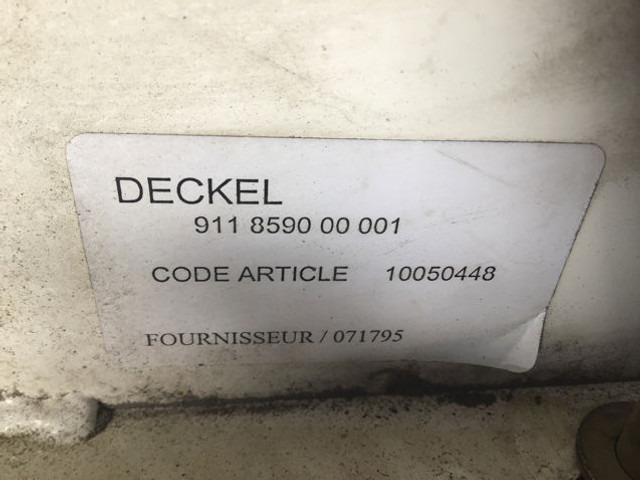 DECKEL
911 8590 00 001
CODE ARTICLE 10050448
FOURNISSEUR / 071795